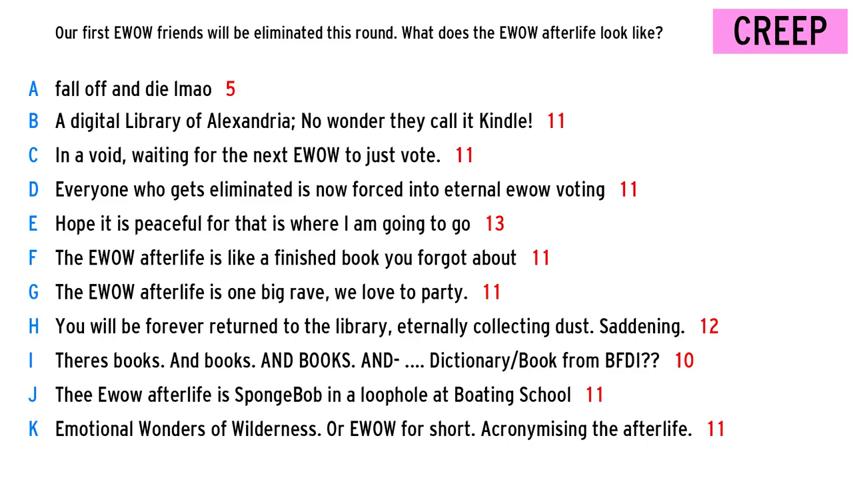 Our first EWOW friends will be eliminated this round. What does the EWOW afterlife look like?
CREEP
A fall off and die lmao 5
B A digital Library of Alexandria; No wonder they call it Kindle! 11
C In a void, waiting for the next EWOW to just vote. 11
D Everyone who gets eliminated is now forced into eternal ewow voting 11
E Hope it is peaceful for that is where I am going to go 13
F The EWOW afterlife is like a finished book you forgot about 11
G The EWOW afterlife is one big rave, we love to party. 11
H You will be forever returned to the library, eternally collecting dust. Saddening. 12
I Theres books. And books. AND BOOKS. AND- .... Dictionary/Book from BFDI?? 10
J Thee Ewow afterlife is SpongeBob in a loophole at Boating School 11
K Emotional Wonders of Wilderness. Or EWOW for short. Acronymising the afterlife. 11